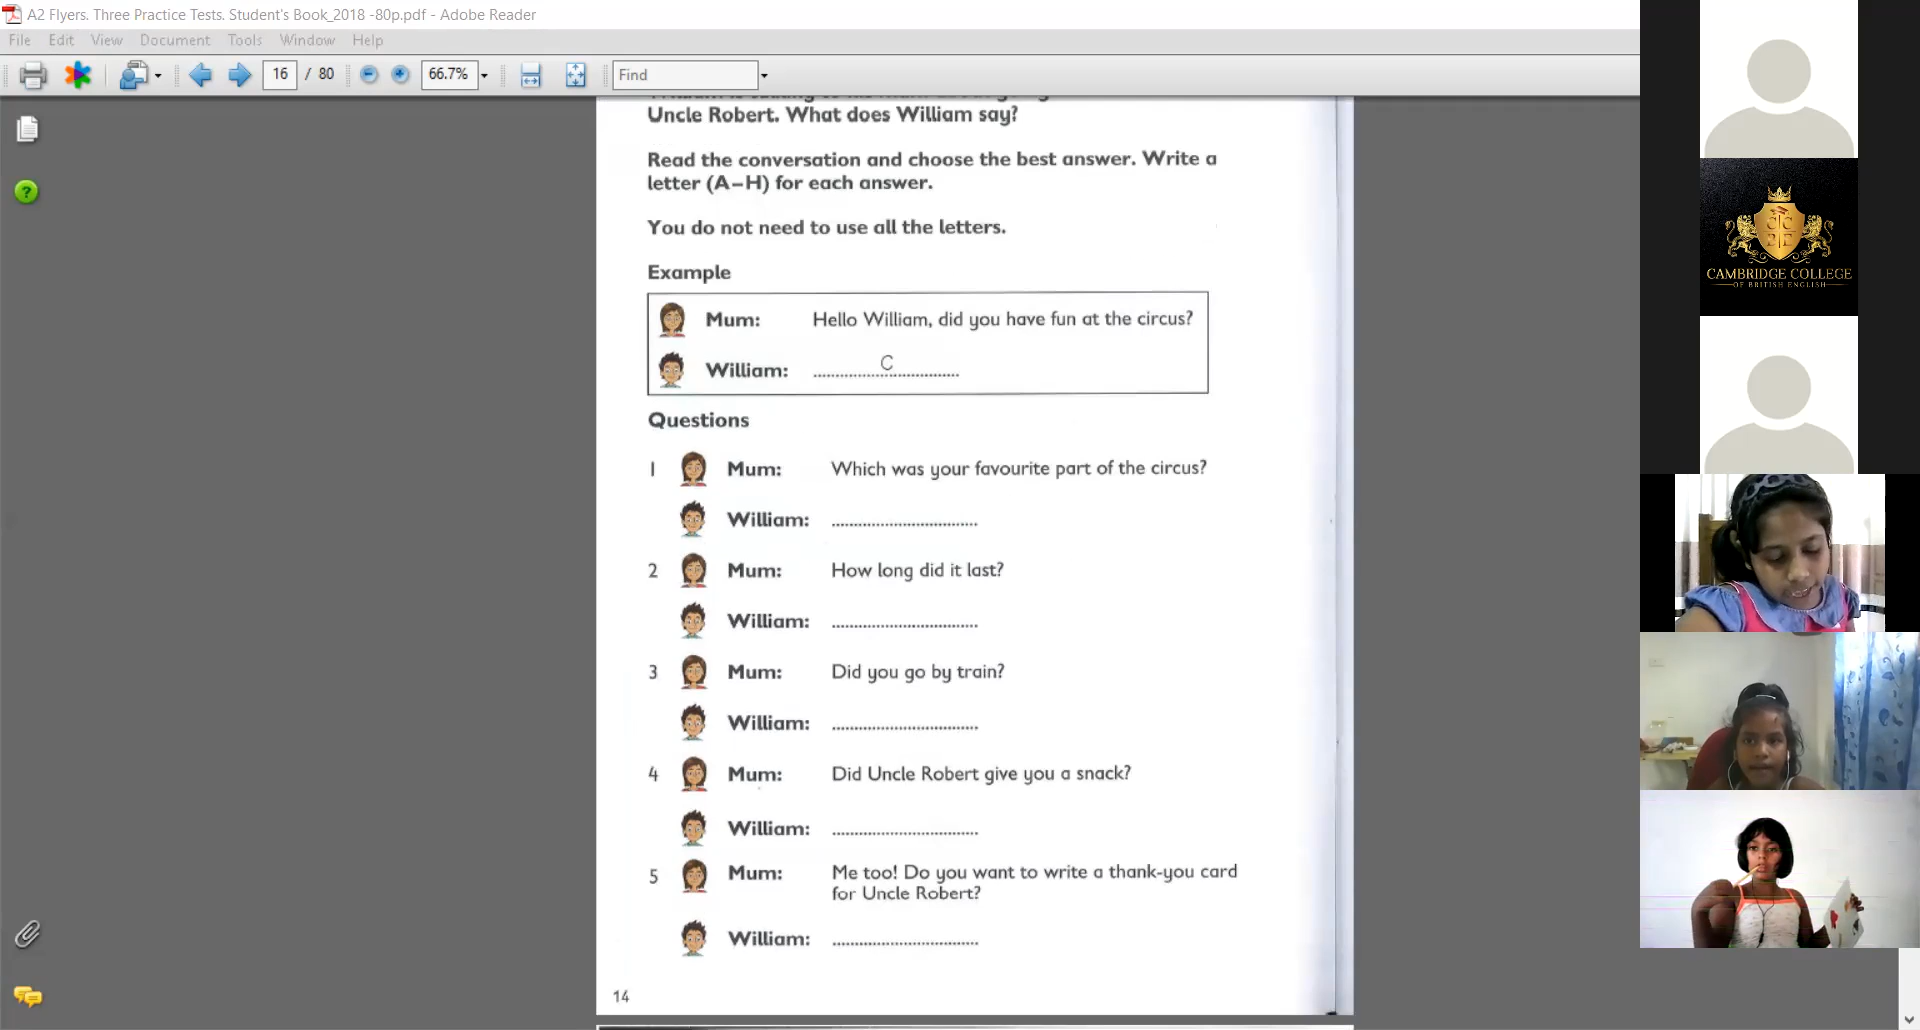 A2 Flyers. Three Practice Tests. Student's Book_2018 -80p.pdf - Adobe Reader
File Edit View Document Tools Window Help
16 / 80 66.7% Find
Uncle Robert. What does William say?
Read the conversation and choose the best answer. Write a
letter (A–H) for each answer.
You do not need to use all the letters.
Example
Mum: Hello William, did you have fun at the circus?
William: ........................C....................
Questions
1 Mum: Which was your favourite part of the circus?
William: ................................
2 Mum: How long did it last?
William: ................................
3 Mum: Did you go by train?
William: ................................
4 Mum: Did Uncle Robert give you a snack?
William: ................................
5 Mum: Me too! Do you want to write a thank-you card
for Uncle Robert?
William: ................................
14
CAMBRIDGE COLLEGE
OF BRITISH ENGLISH